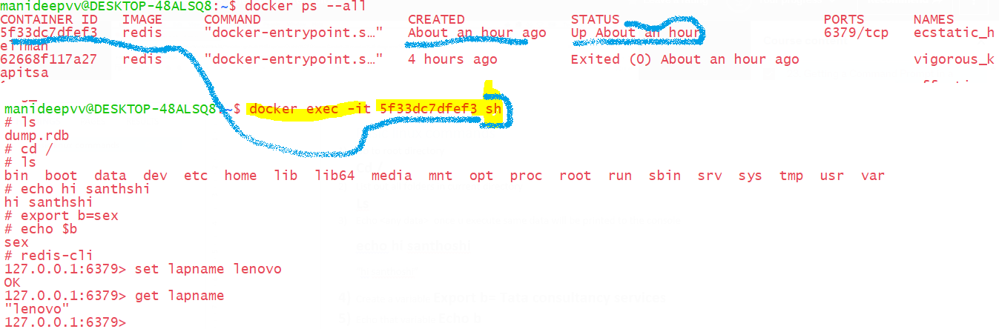 manideepvv@DESKTOP-48ALSQ8:~$ docker ps --all
CONTAINER ID   IMAGE   COMMAND   CREATED   STATUS   PORTS   NAMES
5f33dc7dfef3   redis   "docker-entrypoint.s…"   About an hour ago   Up About an hour   6379/tcp   ecstatic_h
62668f117a27   redis   "docker-entrypoint.s…"   4 hours ago   Exited (0) About an hour ago   vigorous_k
apitsa
manideepvv@DESKTOP-48ALSQ8:~$ docker exec -it 5f33dc7dfef3 sh
# ls
dump.rdb
# cd /
# ls
bin boot data dev etc home lib lib64 media mnt opt proc root run sbin srv sys tmp usr var
# echo hi santhshi
hi santhshi
# export b=sex
# echo $b
sex
# redis-cli
127.0.0.1:6379> set lapname lenovo
OK
127.0.0.1:6379> get lapname
"lenovo"
127.0.0.1:6379>